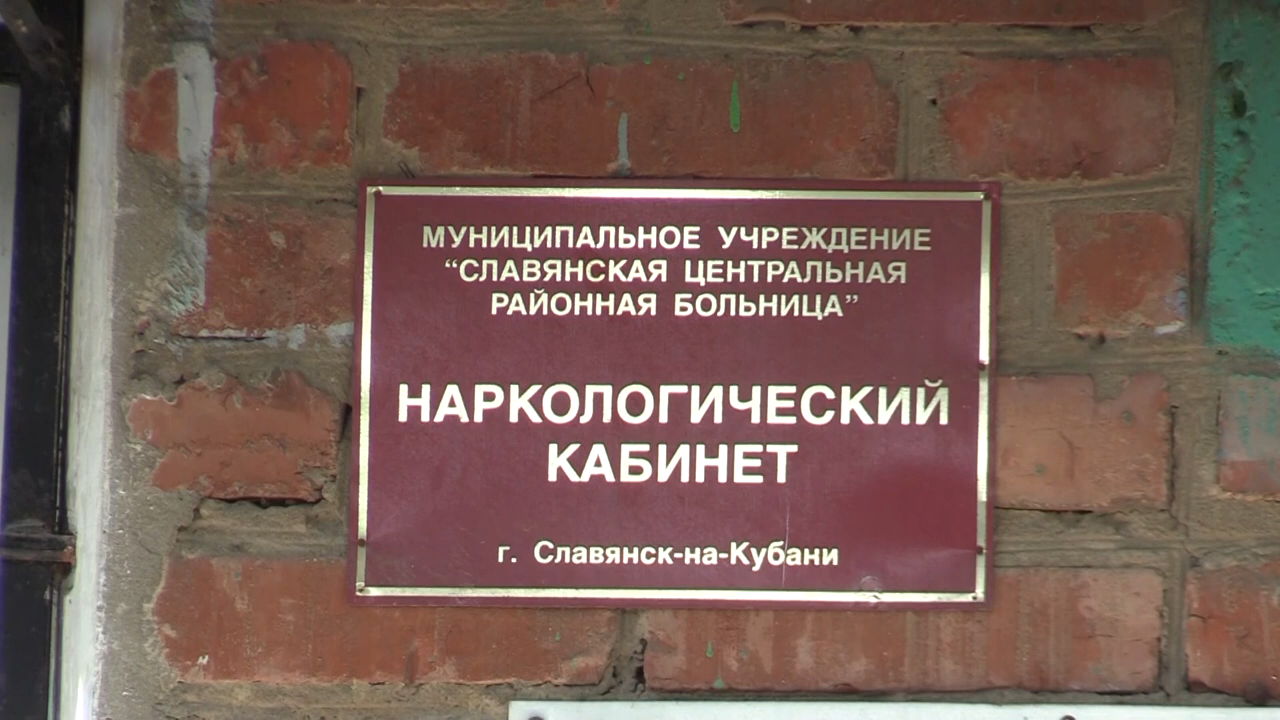 МУНИЦИПАЛЬНОЕ УЧРЕЖДЕНИЕ
“СЛАВЯНСКАЯ ЦЕНТРАЛЬНАЯ
РАЙОННАЯ БОЛЬНИЦА”
НАРКОЛОГИЧЕСКИЙ
КАБИНЕТ
г. Славянск-на-Кубани